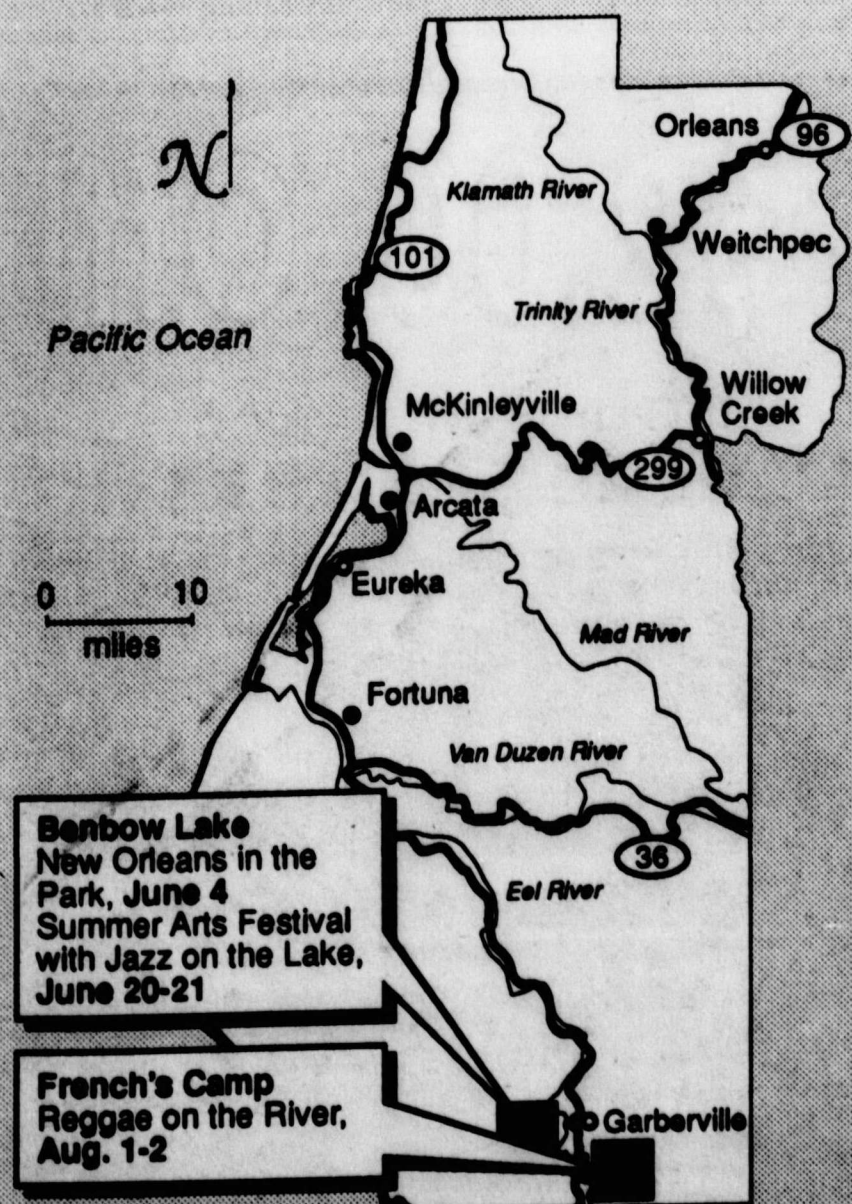 N
Orleans
96
Klamath River
Weitchpec
101
Trinity River
Pacific Ocean
Willow
Creek
McKinleyville
299
Arcata
Eureka
0 10
miles
Mad River
Fortuna
Van Duzen River
36
Eel River
Benbow Lake
New Orleans in the
Park, June 4
Summer Arts Festival
with Jazz on the Lake,
June 20-21
French's Camp
Reggae on the River,
Aug. 1-2
Garberville